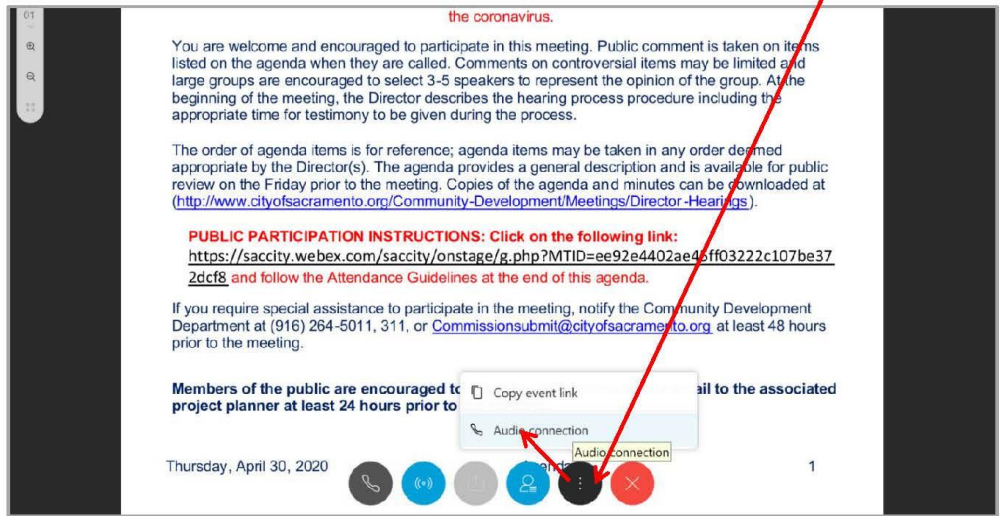 01
the coronavirus.
You are welcome and encouraged to participate in this meeting. Public comment is taken on items
listed on the agenda when they are called. Comments on controversial items may be limited and
large groups are encouraged to select 3-5 speakers to represent the opinion of the group. At the
beginning of the meeting, the Director describes the hearing process procedure including the
appropriate time for testimony to be given during the process.
The order of agenda items is for reference; agenda items may be taken in any order deemed
appropriate by the Director(s). The agenda provides a general description and is available for public
review on the Friday prior to the meeting. Copies of the agenda and minutes can be downloaded at
(http://www.cityofsacramento.org/Community-Development/Meetings/Director-Hearings).
PUBLIC PARTICIPATION INSTRUCTIONS: Click on the following link:
https://saccity.webex.com/saccity/onstage/g.php?MTID=ee92e4402ae45ff03222c107be37
2dcf8 and follow the Attendance Guidelines at the end of this agenda.
If you require special assistance to participate in the meeting, notify the Community Development
Department at (916) 264-5011, 311, or Commissionsubmit@cityofsacramento.org at least 48 hours
prior to the meeting.
Members of the public are encouraged to ail to the associated
project planner at least 24 hours prior to
Copy event link
Audio connection
Audio connection
Thursday, April 30, 2020 1